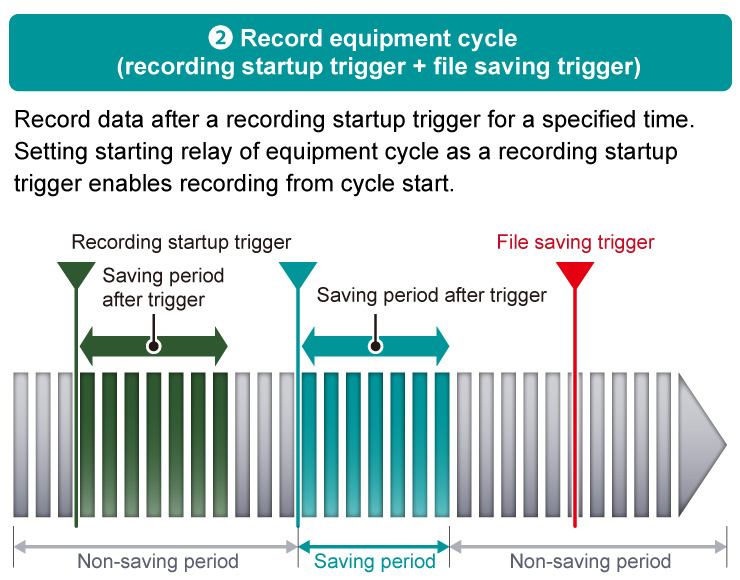 2 Record equipment cycle
(recording startup trigger + file saving trigger)
Record data after a recording startup trigger for a specified time.
Setting starting relay of equipment cycle as a recording startup
trigger enables recording from cycle start.
Recording startup trigger
File saving trigger
Saving period
after trigger
Saving period after trigger
Non-saving period
Saving period
Non-saving period